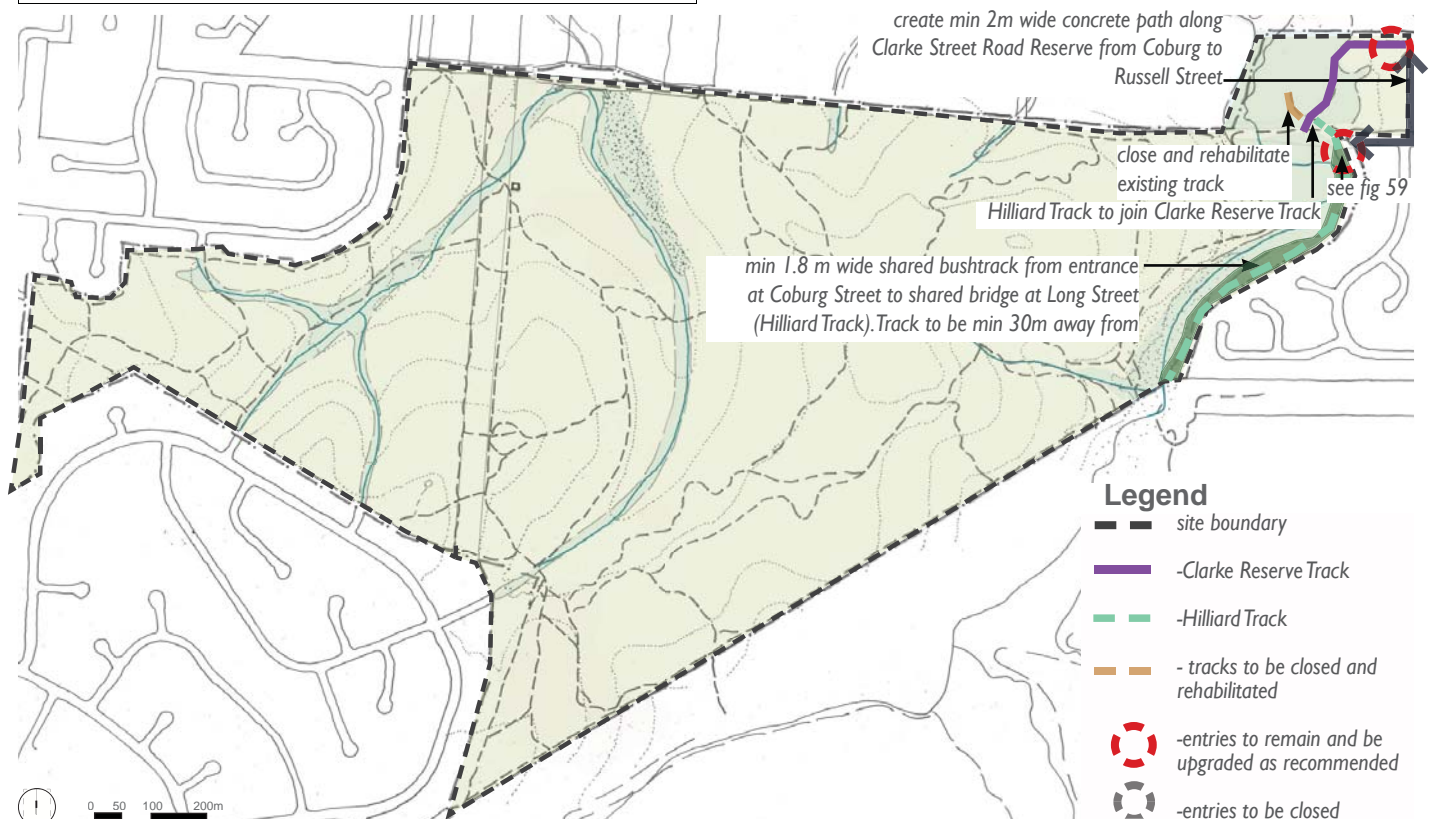 create min 2m wide concrete path along
Clarke Street Road Reserve from Coburg to
Russell Street
close and rehabilitate
existing track
see fig 59
Hilliard Track to join Clarke Reserve Track
min 1.8 m wide shared bushtrack from entrance
at Coburg Street to shared bridge at Long Street
(Hilliard Track). Track to be min 30m away from
Legend
site boundary
-Clarke Reserve Track
-Hilliard Track
- tracks to be closed and
rehabilitated
-entries to remain and be
upgraded as recommended
-entries to be closed
0 50 100 200m